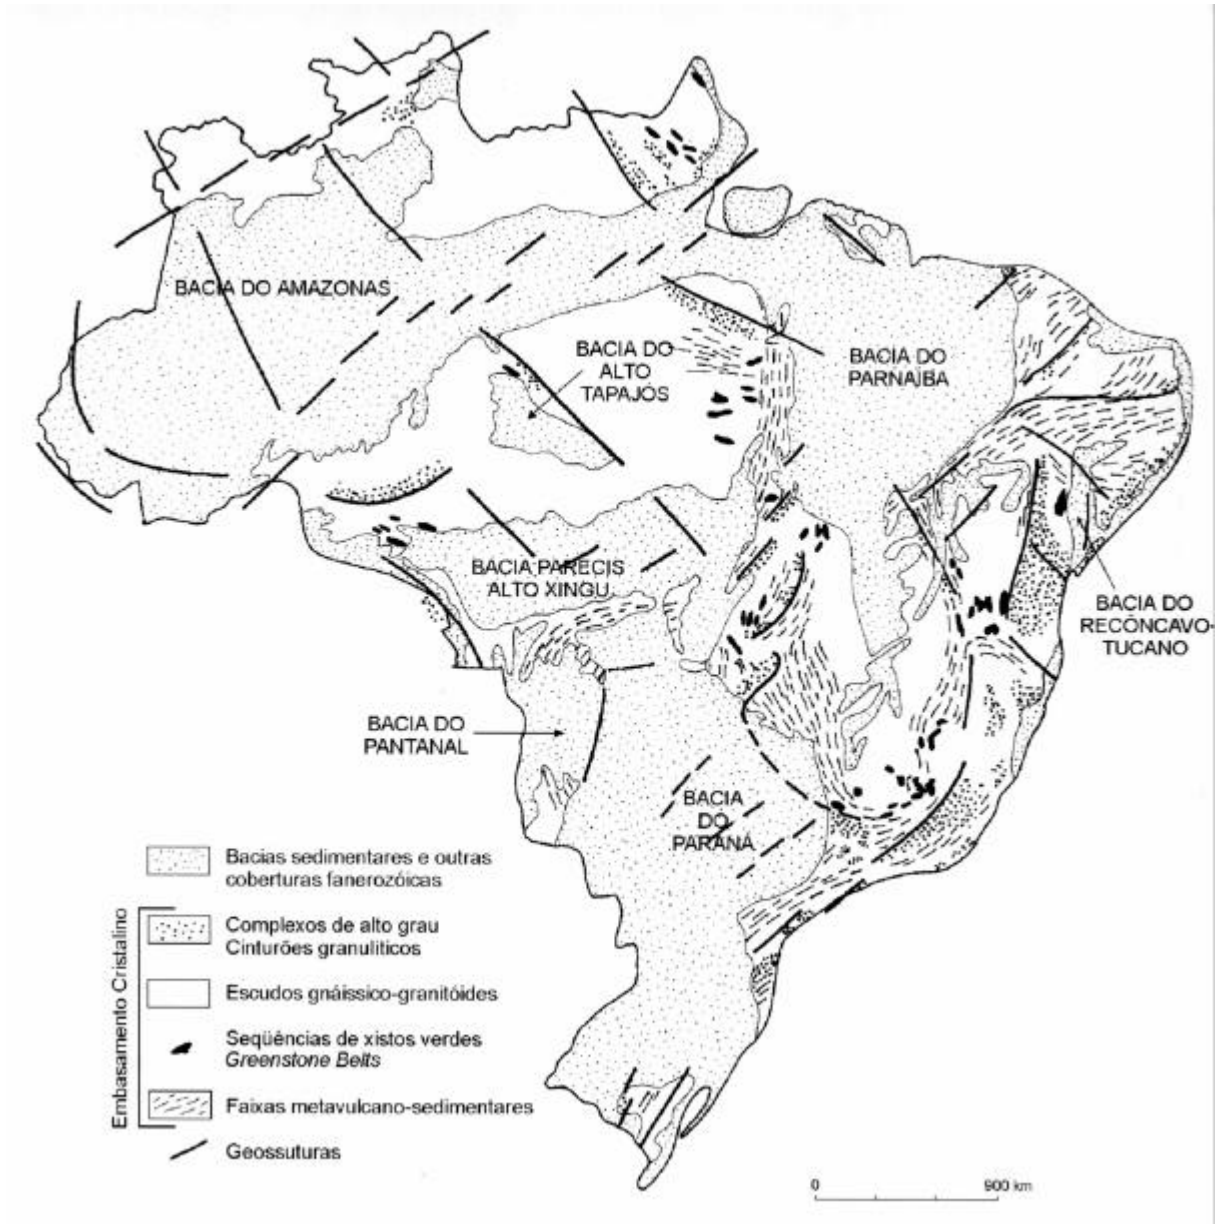 BACIA DO AMAZONAS
BACIA DO
ALTO
TAPAJÓS
BACIA DO
PARNAÍBA
BACIA PARECIS
ALTO XINGU
BACIA DO
RECÔNCAVO-
TUCANO
BACIA DO
PANTANAL
BACIA
DO
PARANÁ
Embasamento Cristalino
Bacias sedimentares e outras
coberturas fanerozóicas
Complexos de alto grau
Cinturões granulíticos
Escudos gnáissico-granitóides
Seqüências de xistos verdes
Greenstone Belts
Faixas metavulcano-sedimentares
Geossuturas
0 900 km